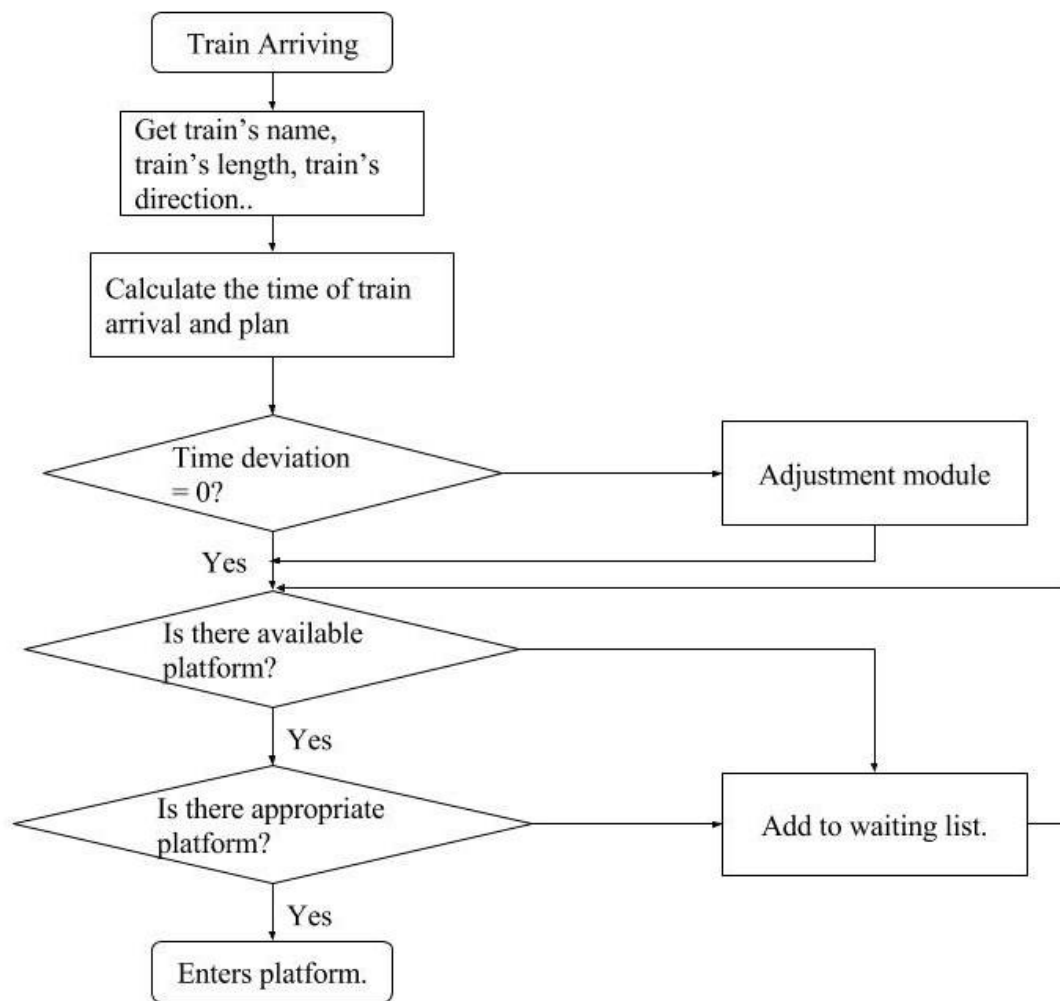 Train Arriving
Get train’s name,
train’s length, train’s
direction..
Calculate the time of train
arrival and plan
Time deviation
= 0?
Adjustment module
Yes
Is there available
platform?
Yes
Is there appropriate
platform?
Add to waiting list.
Yes
Enters platform.